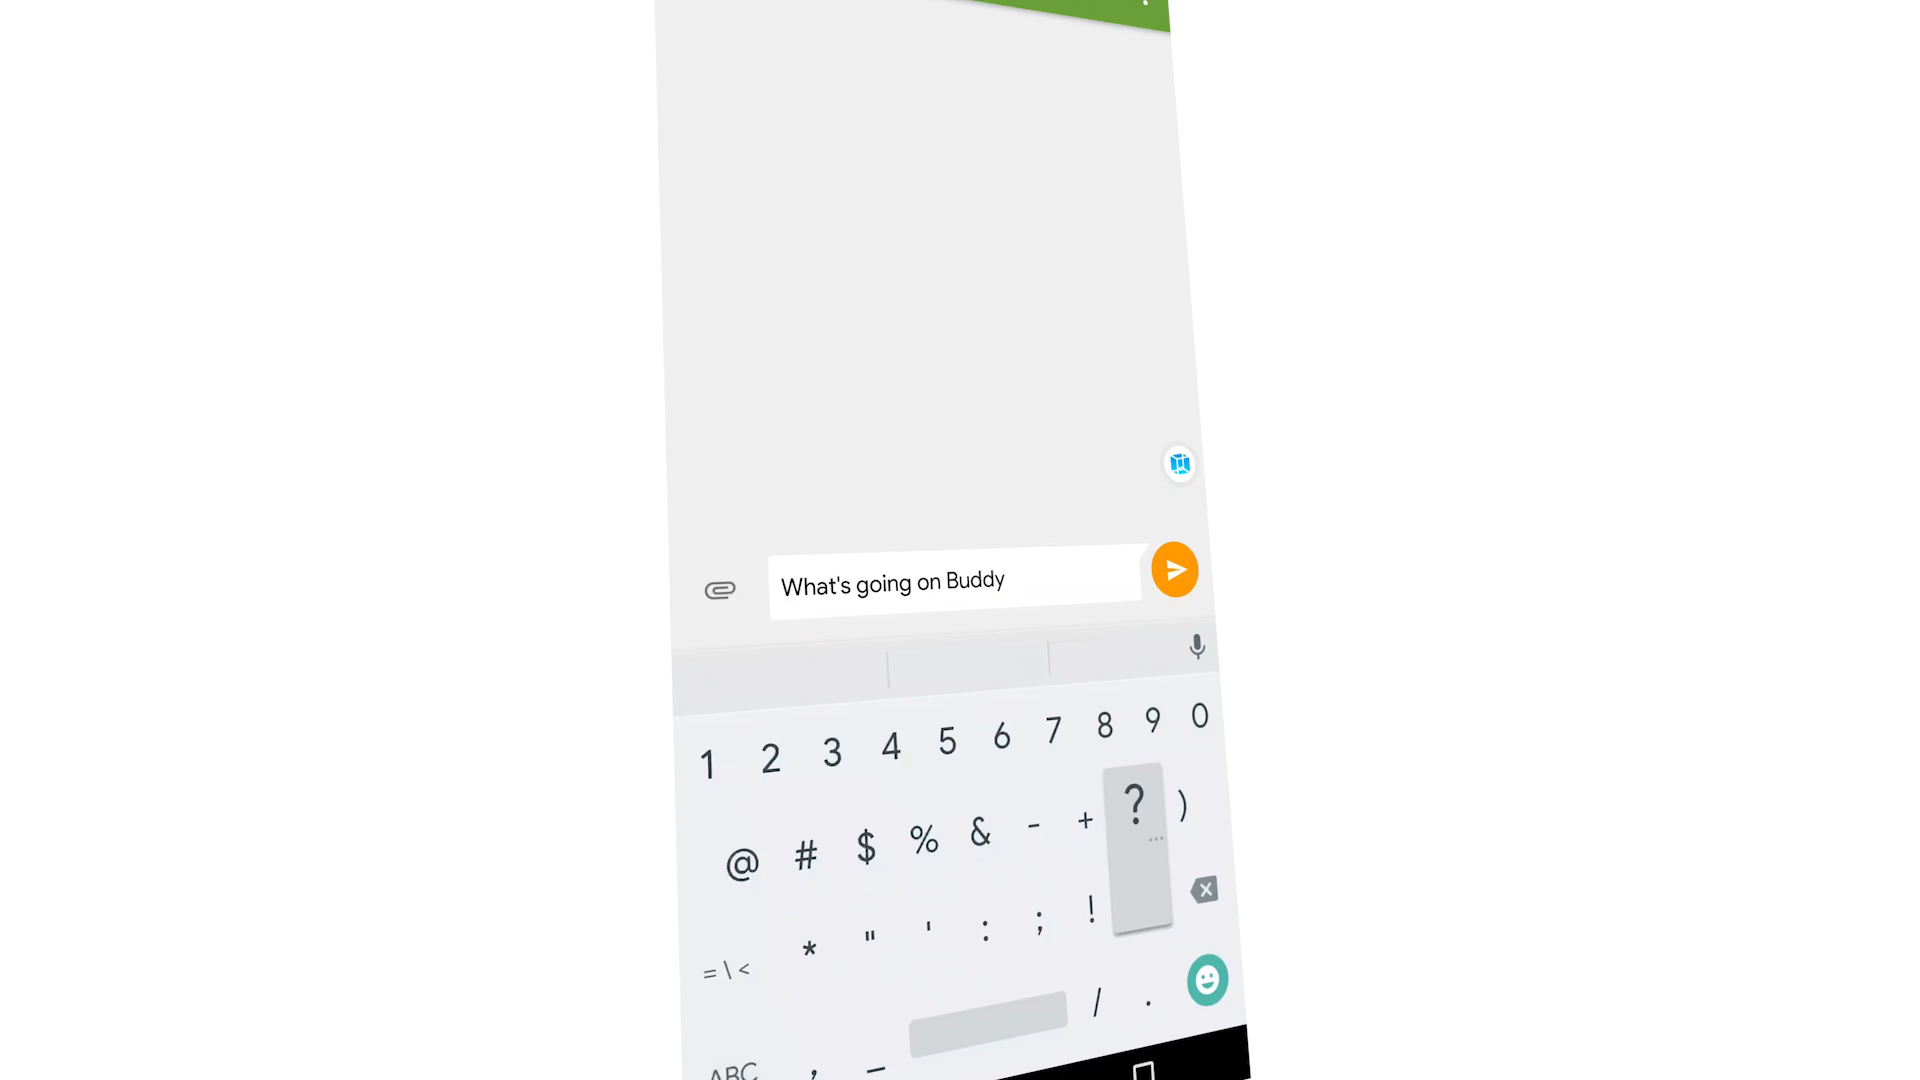 What's going on Buddy
1 2 3 4 5 6 7 8 9 0
@ # $ % & - + ? )
= \ < * " ' : ; !
ABC , _ / .